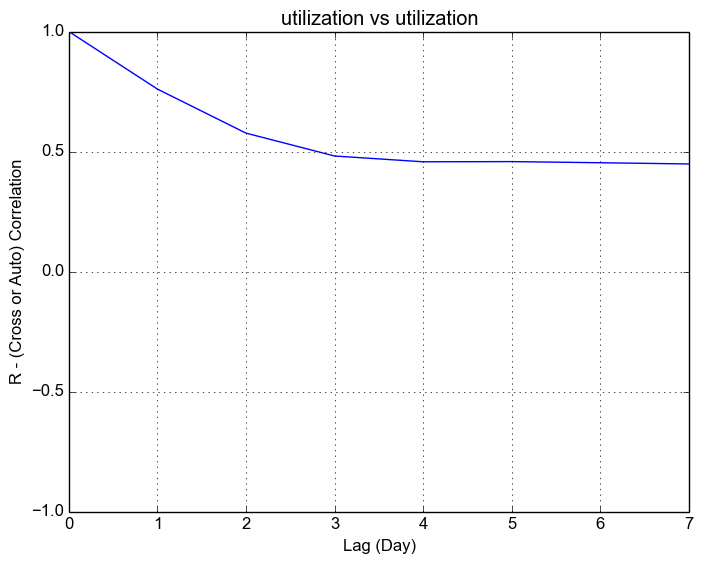 utilization vs utilization
1.0
0.5
0.0
−0.5
−1.0
R - (Cross or Auto) Correlation
0 1 2 3 4 5 6 7
Lag (Day)